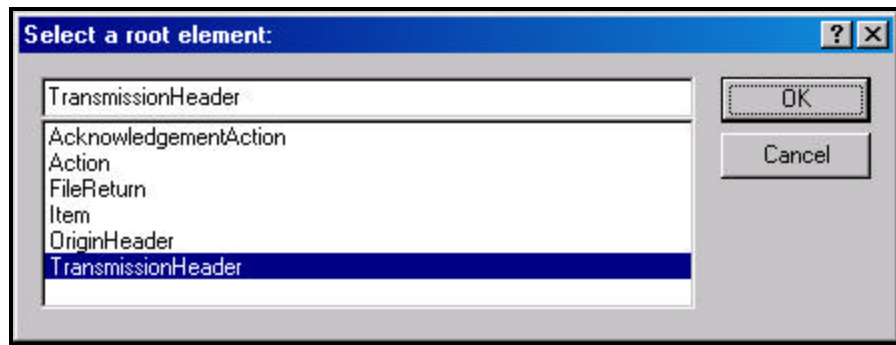 Select a root element:
TransmissionHeader
OK
AcknowledgementAction
Cancel
Action
FileReturn
Item
OriginHeader
TransmissionHeader